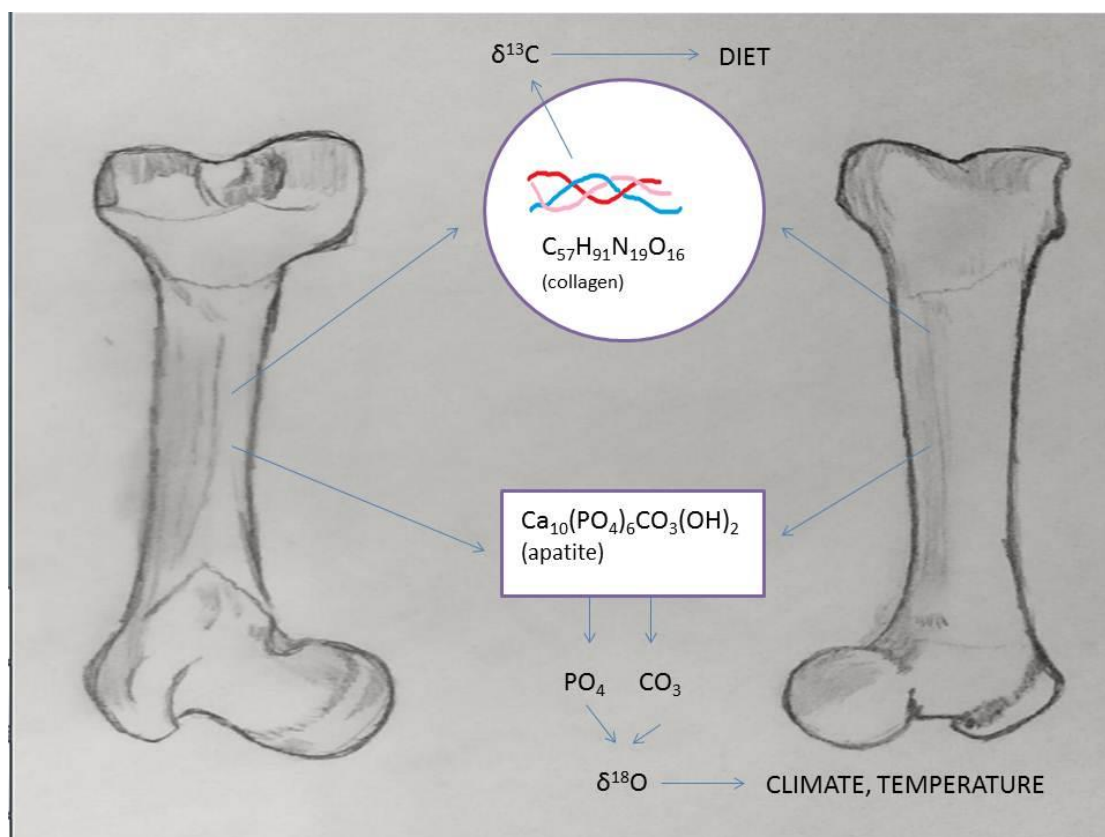 δ¹³C DIET
C₅₇H₉₁N₁₉O₁₆
(collagen)
Ca₁₀(PO₄)₆CO₃(OH)₂
(apatite)
PO₄ CO₃
δ¹⁸O CLIMATE, TEMPERATURE